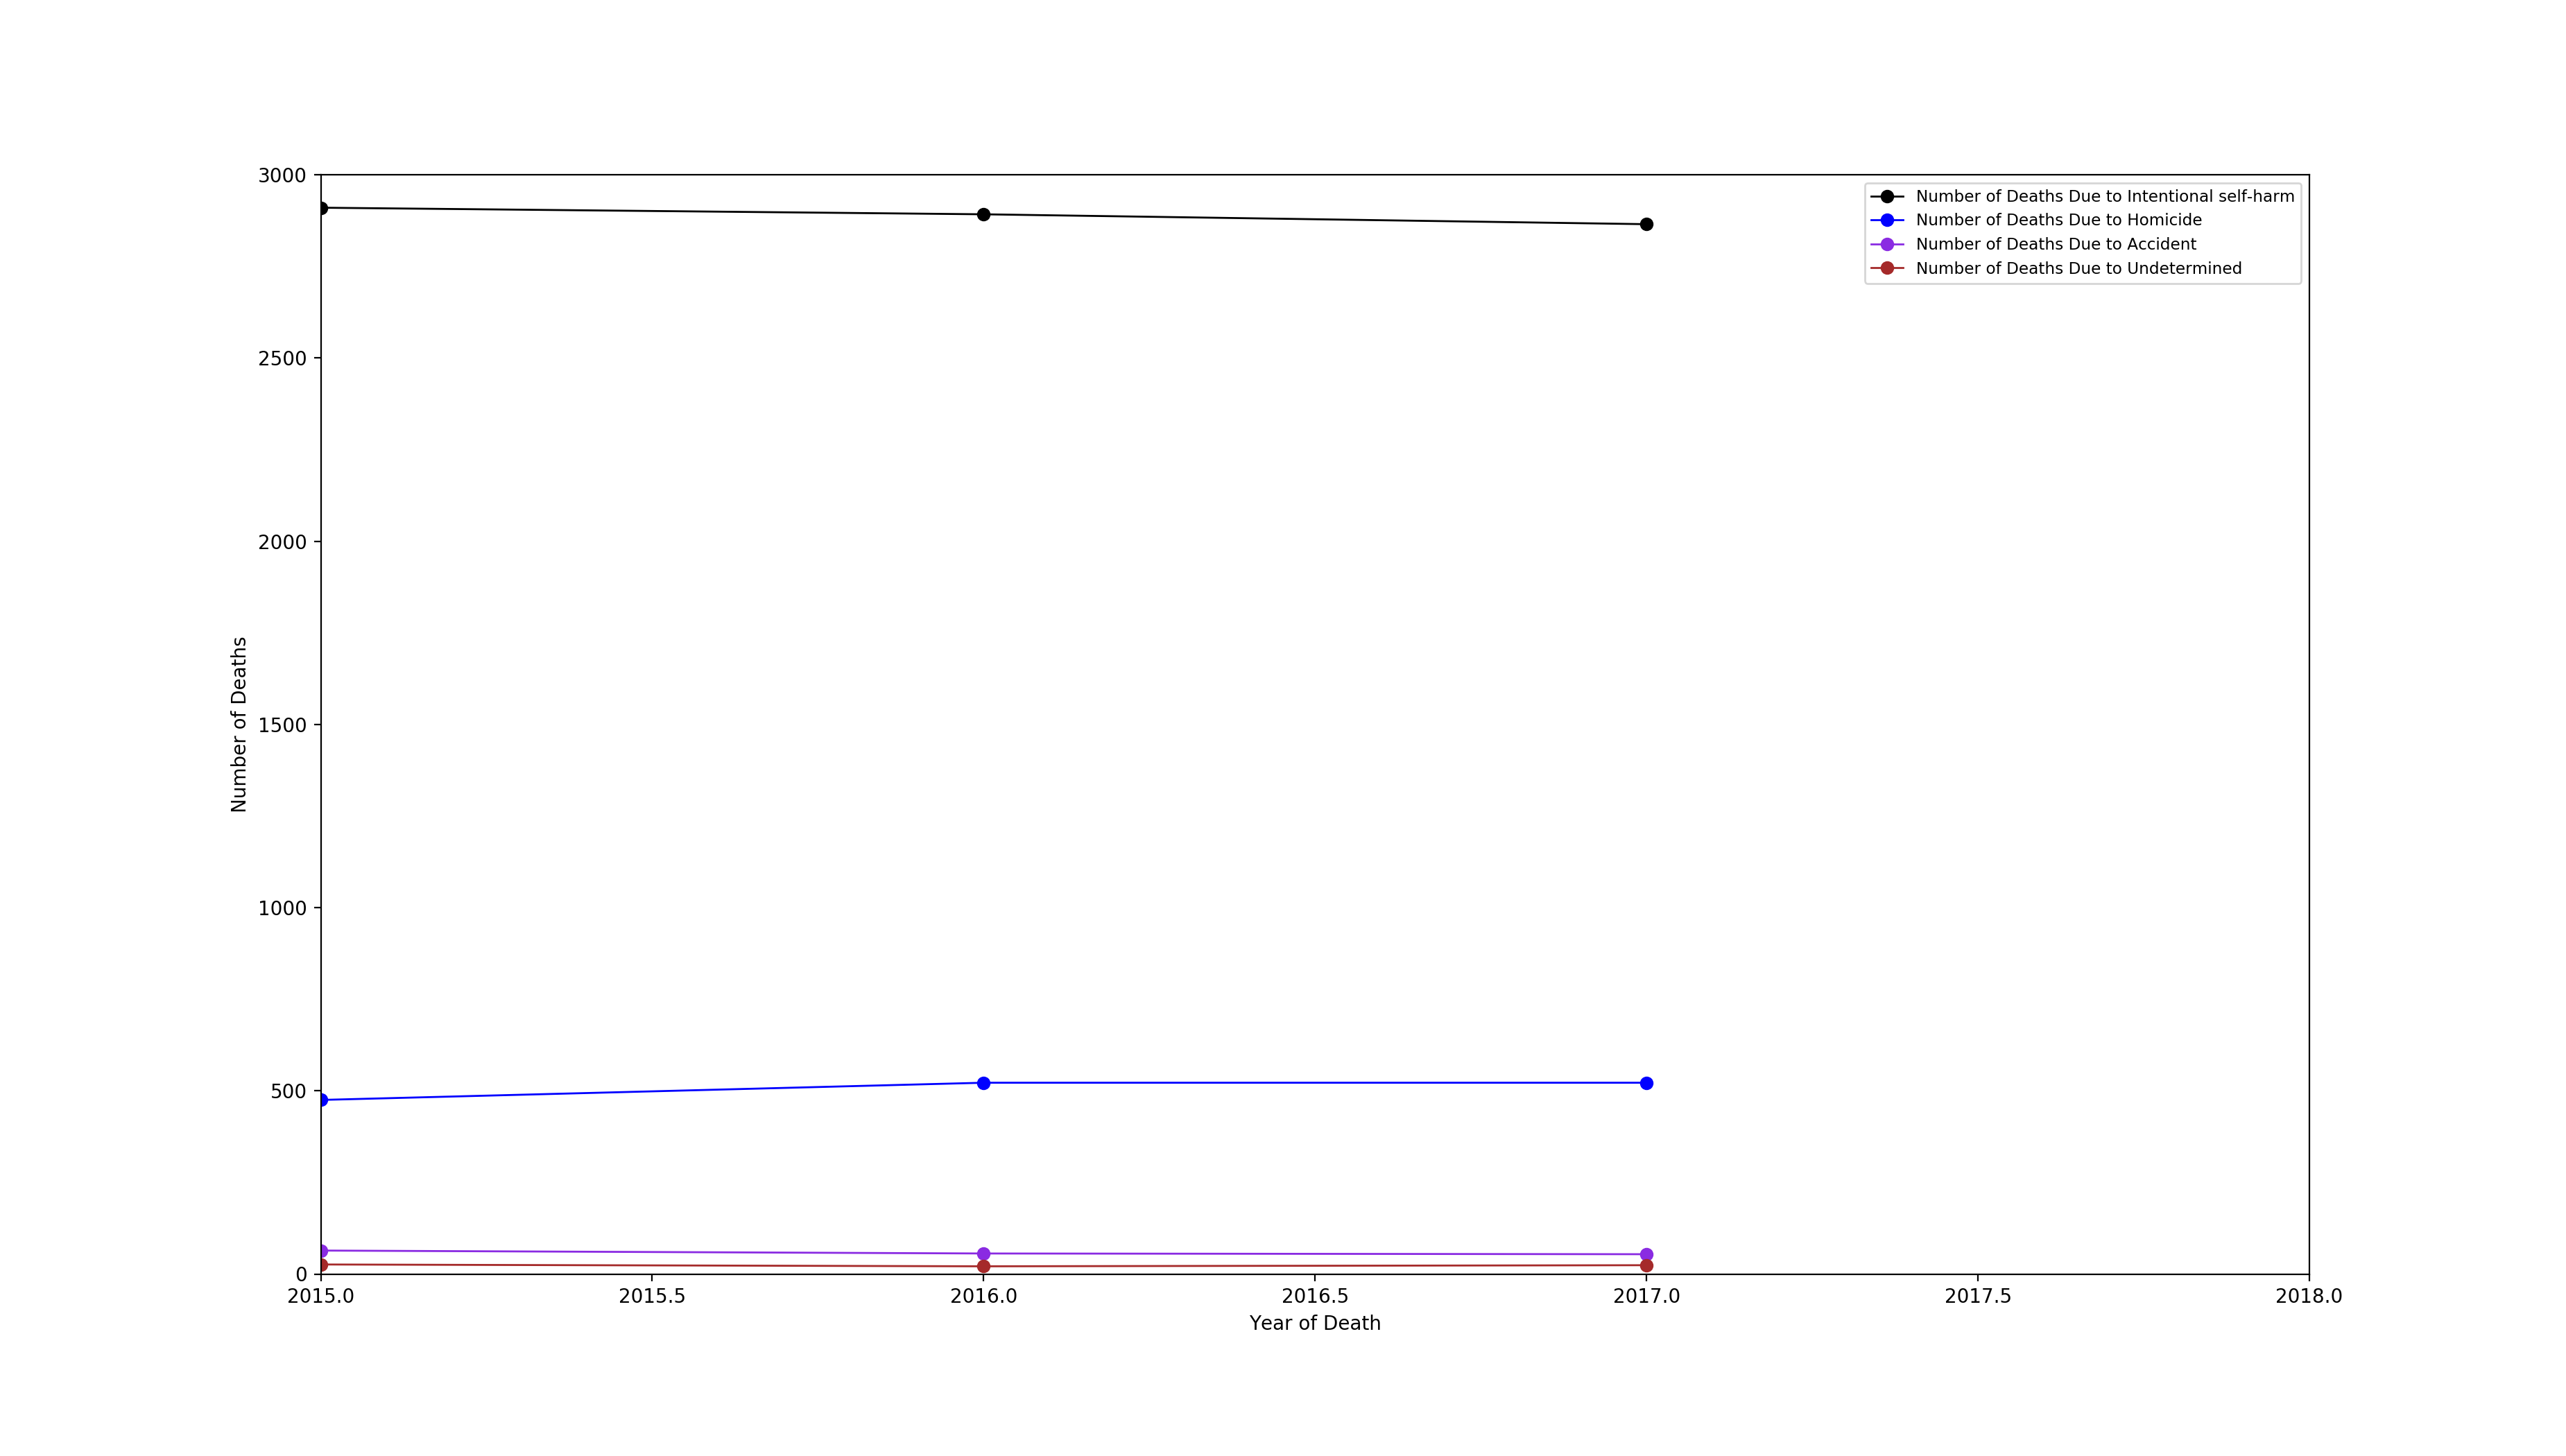 3000
2500
2000
1500
1000
500
0
Number of Deaths
2015.0 2015.5 2016.0 2016.5 2017.0 2017.5 2018.0
Year of Death
Number of Deaths Due to Intentional self-harm
Number of Deaths Due to Homicide
Number of Deaths Due to Accident
Number of Deaths Due to Undetermined